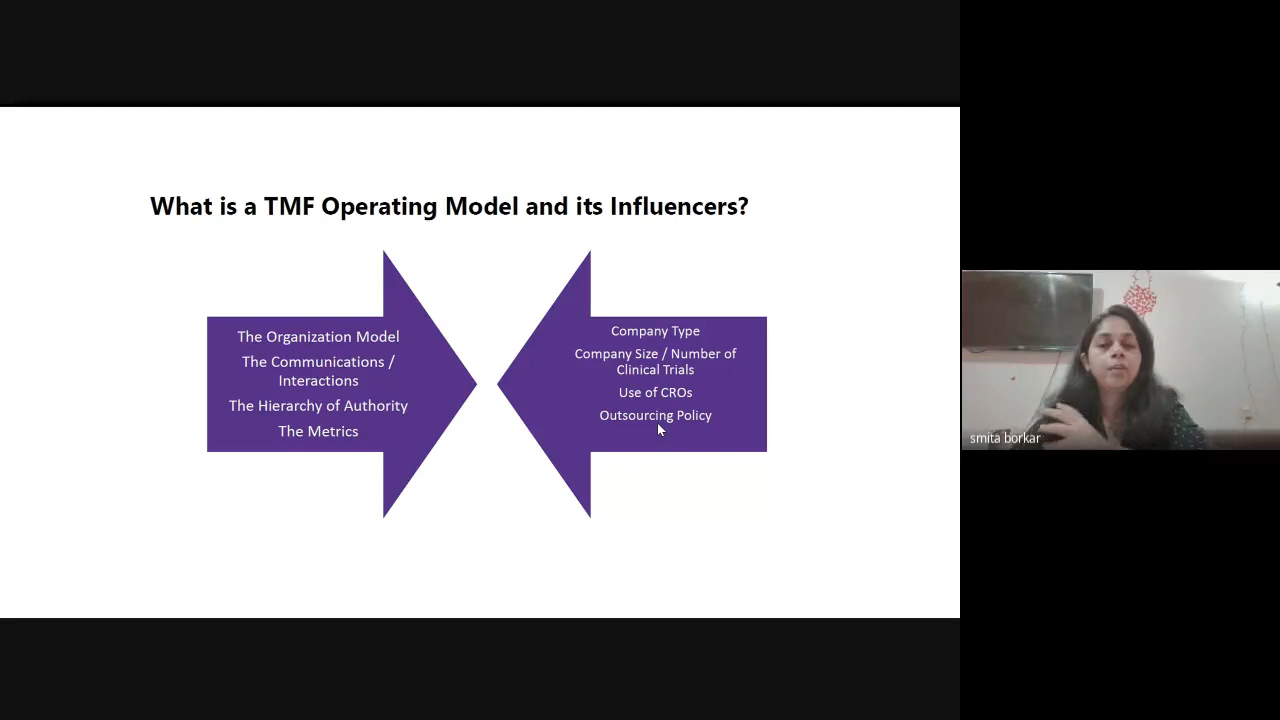 What is a TMF Operating Model and its Influencers?
The Organization Model
The Communications /
Interactions
The Hierarchy of Authority
The Metrics
Company Type
Company Size / Number of
Clinical Trials
Use of CROs
Outsourcing Policy
smita borkar